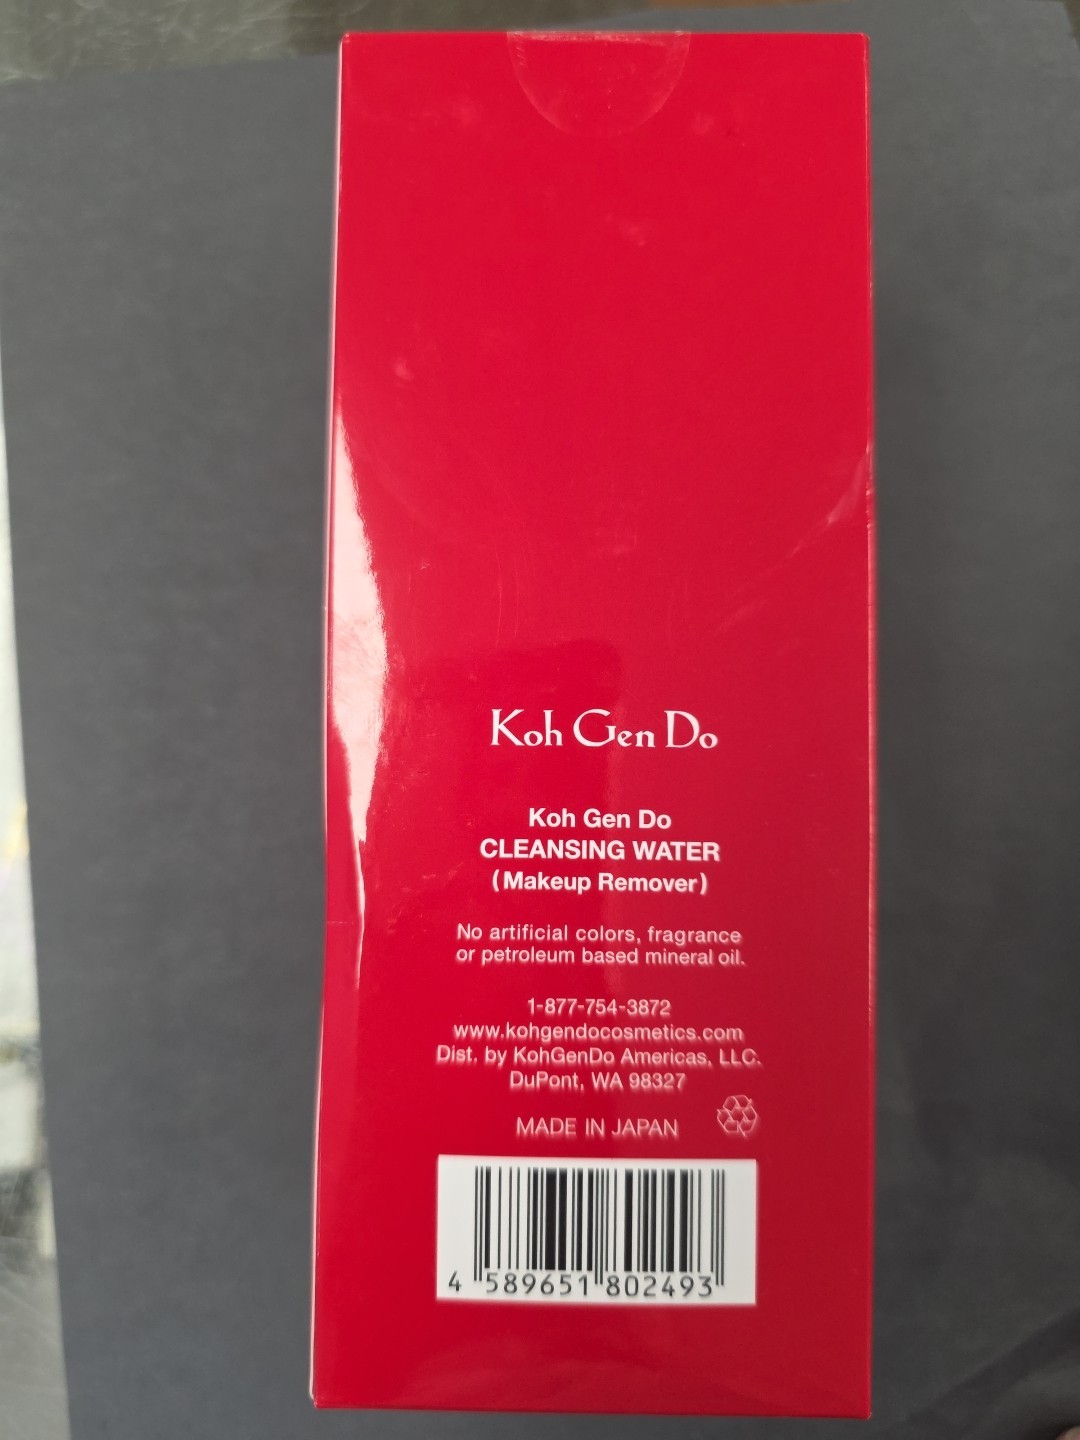 Koh Gen Do
Koh Gen Do
CLEANSING WATER
(Makeup Remover)
No artificial colors, fragrance
or petroleum based mineral oil.
1-877-754-3872
www.kohgendocosmetics.com
Dist. by KohGenDo Americas, LLC.
DuPont, WA 98327
MADE IN JAPAN
4 589651 802493